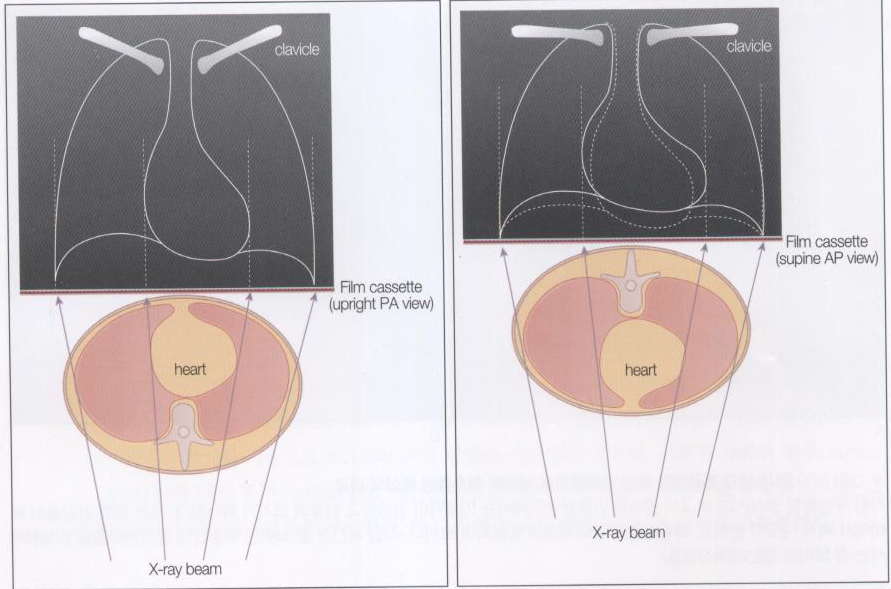 clavicle
Film cassette
(upright PA view)
heart
X-ray beam
clavicle
Film cassette
(supine AP view)
heart
X-ray beam